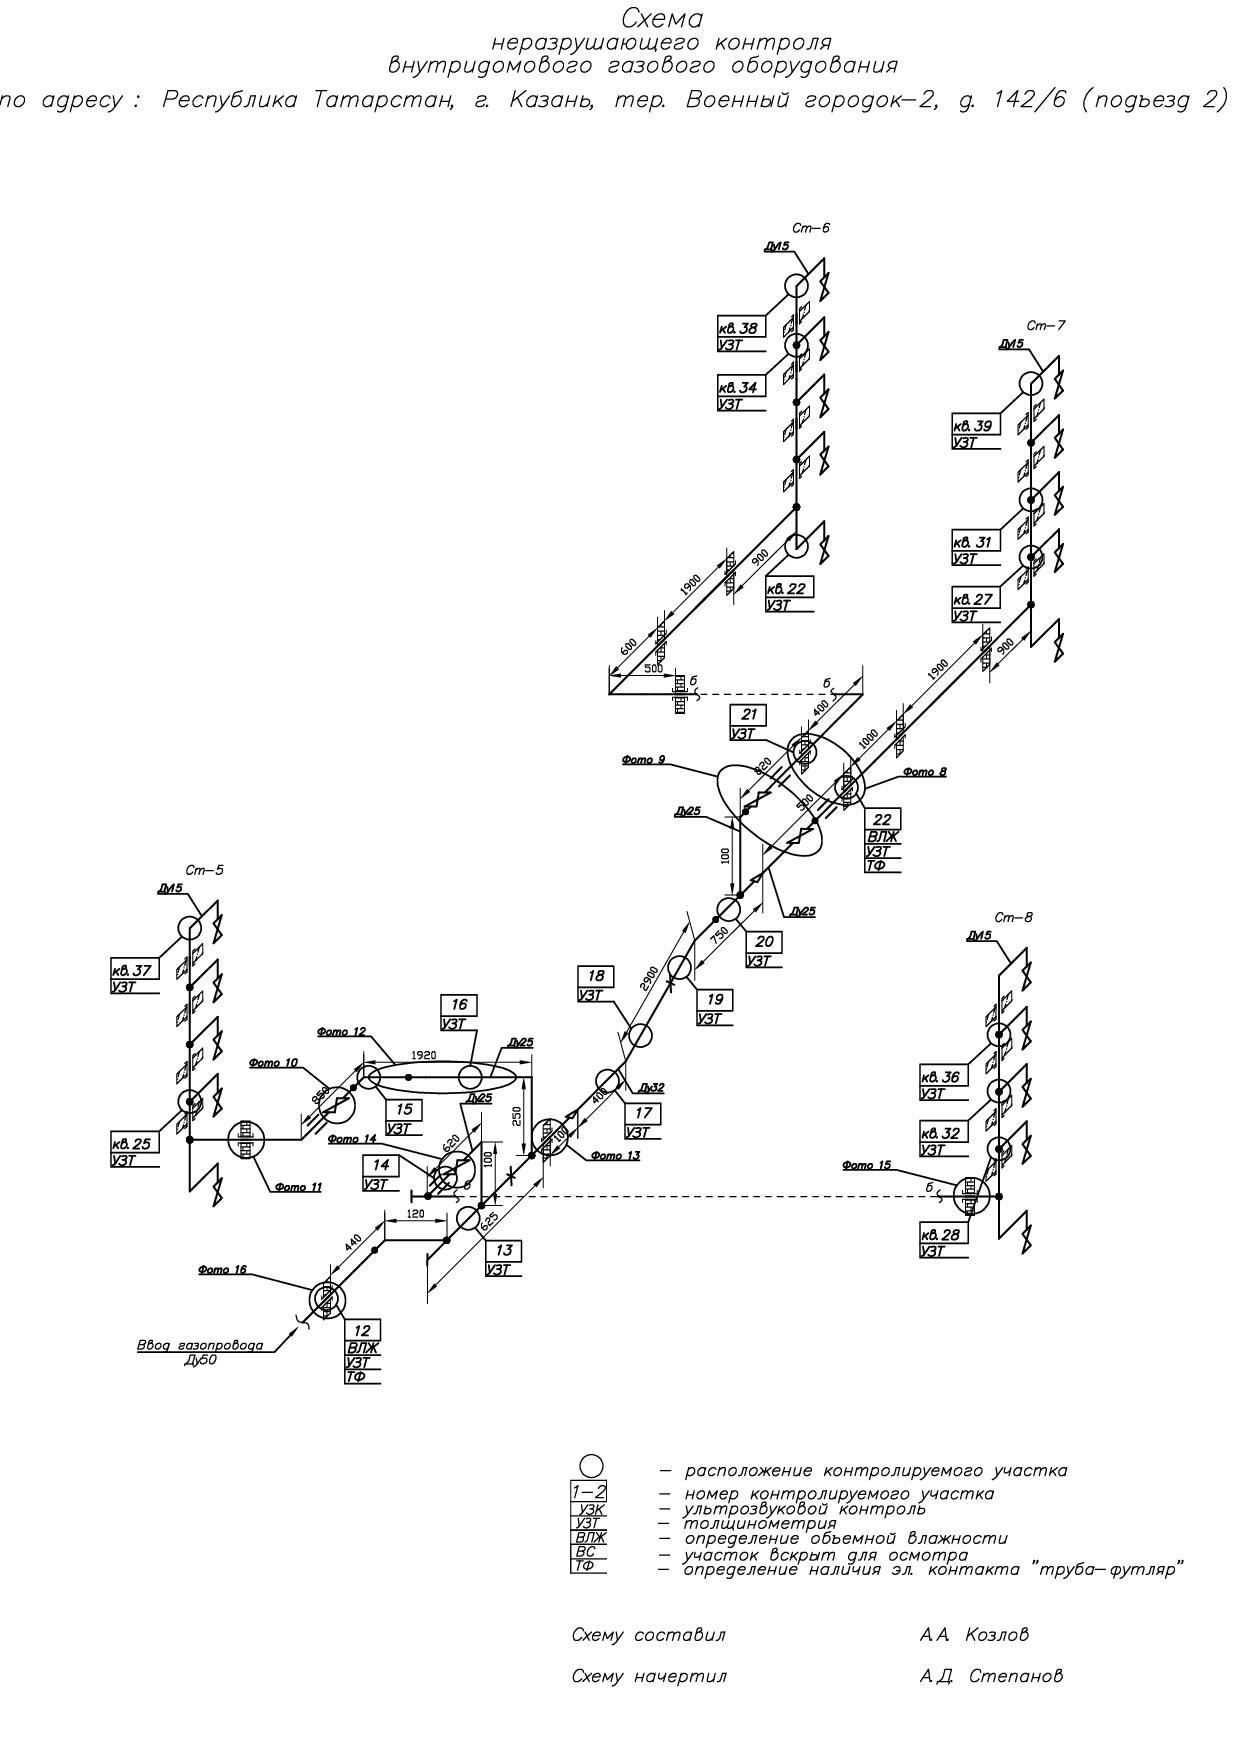 Схема
неразрушающего контроля
внутридомового газового оборудования
по адресу : Республика Татарстан, г. Казань, тер. Военный городок-2, д. 142/6 (подъезд 2)
Ст-6
Ду15
кв.38
УЗТ
кв.34
УЗТ
кв.22
УЗТ
900
1900
600
500
б
б
Ст-7
Ду15
кв.39
УЗТ
кв.31
УЗТ
кв.27
УЗТ
900
1900
1000
400
21
УЗТ
820
500
Фото 9
Фото 8
Ду25
100
22
ВЛЖ
УЗТ
ТФ
Ду25
750
20
УЗТ
2900
18
УЗТ
19
УЗТ
Ст-5
Ду15
кв.37
УЗТ
кв.25
УЗТ
Фото 11
Фото 10
850
Фото 12
1920
16
УЗТ
Ду25
15
УЗТ
Ду25
250
Ду32
400
17
УЗТ
100
Фото 13
Фото 14
620
100
14
УЗТ
б
120
440
625
13
УЗТ
Фото 16
12
ВЛЖ
УЗТ
ТФ
Ввод газопровода
Ду50
Ст-8
Ду15
кв.36
УЗТ
кв.32
УЗТ
Фото 15
б
кв.28
УЗТ
– расположение контролируемого участка
1-2 – номер контролируемого участка
УЗК – ультрозвуковой контроль
УЗТ – толщинометрия
ВЛЖ – определение объемной влажности
ВС – участок вскрыт для осмотра
ТФ – определение наличия эл. контакта "труба-футляр"
Схему составил А.А. Козлов
Схему начертил А.Д. Степанов